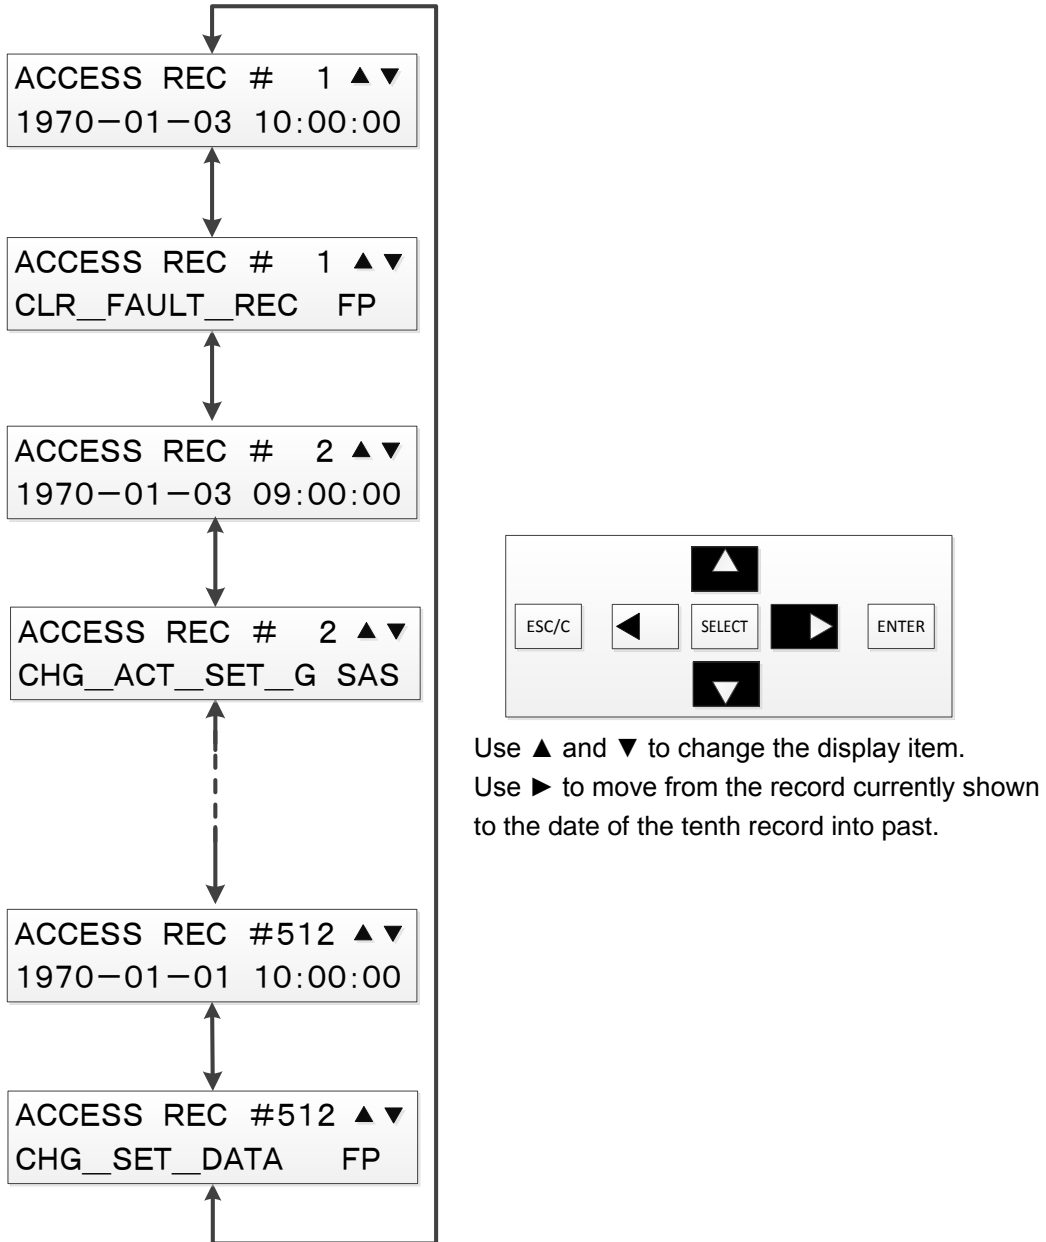 ACCESS REC # 1 ▲ ▼
1970-01-03 10:00:00
ACCESS REC # 1 ▲ ▼
CLR_FAULT_REC FP
ACCESS REC # 2 ▲ ▼
1970-01-03 09:00:00
ACCESS REC # 2 ▲ ▼
CHG_ACT_SET_G SAS
ACCESS REC #512 ▲ ▼
1970-01-01 10:00:00
ACCESS REC #512 ▲ ▼
CHG_SET_DATA FP
▲
ESC/C ◀ SELECT ▶ ENTER
▼
Use ▲ and ▼ to change the display item.
Use ► to move from the record currently shown
to the date of the tenth record into past.